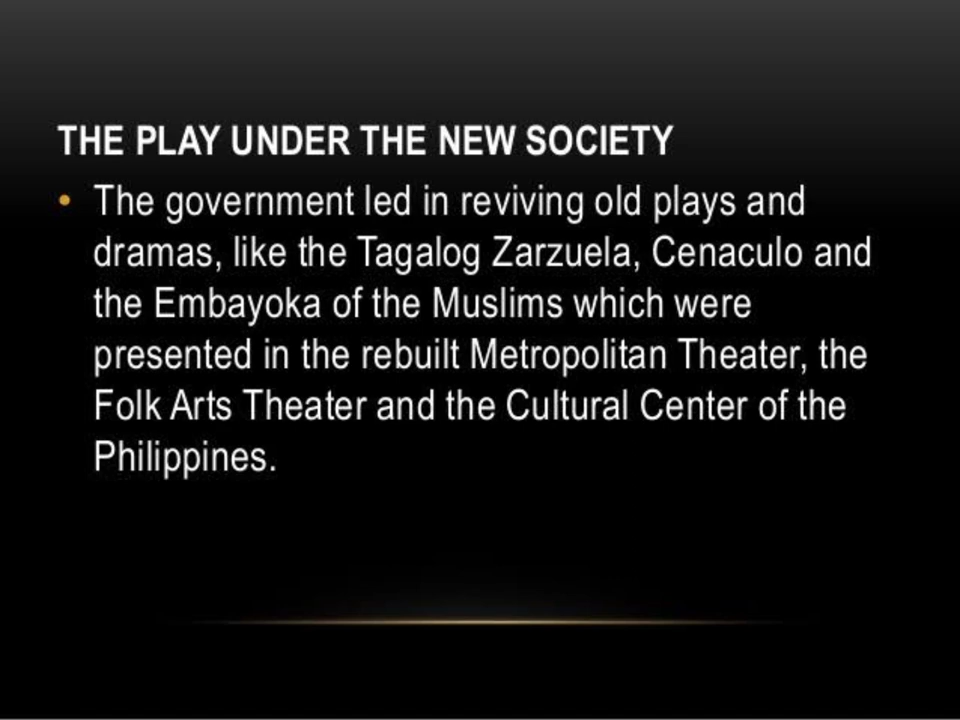 THE PLAY UNDER THE NEW SOCIETY
• The government led in reviving old plays and
dramas, like the Tagalog Zarzuela, Cenaculo and
the Embayoka of the Muslims which were
presented in the rebuilt Metropolitan Theater, the
Folk Arts Theater and the Cultural Center of the
Philippines.